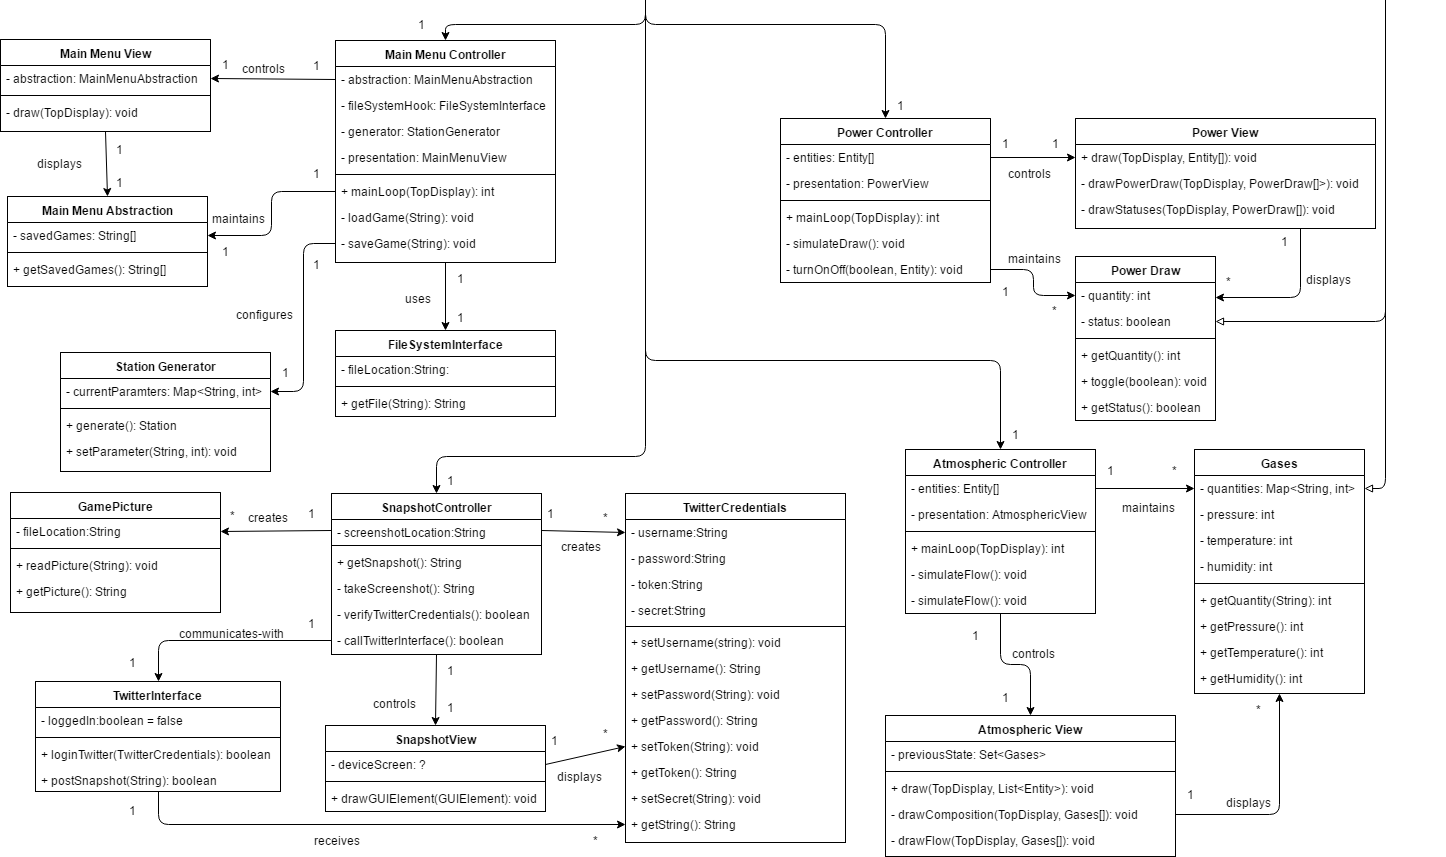 Main Menu View
- abstraction: MainMenuAbstraction
- draw(TopDisplay): void
1
controls
1
1
Main Menu Controller
- abstraction: MainMenuAbstraction
- fileSystemHook: FileSystemInterface
- generator: StationGenerator
- presentation: MainMenuView
+ mainLoop(TopDisplay): int
- loadGame(String): void
- saveGame(String): void
1
displays
1
Main Menu Abstraction
- savedGames: String[]
+ getSavedGames(): String[]
1
maintains
1
1
configures
1
1
uses
1
Station Generator
- currentParamters: Map<String, int>
+ generate(): Station
+ setParameter(String, int): void
FileSystemInterface
- fileLocation:String:
+ getFile(String): String
1
Power Controller
- entities: Entity[]
- presentation: PowerView
+ mainLoop(TopDisplay): int
- simulateDraw(): void
- turnOnOff(boolean, Entity): void
1
1
controls
Power View
+ draw(TopDisplay, Entity[]): void
- drawPowerDraw(TopDisplay, PowerDraw[]>): void
- drawStatuses(TopDisplay, PowerDraw[]): void
1
displays
*
maintains
1
*
Power Draw
- quantity: int
- status: boolean
+ getQuantity(): int
+ toggle(boolean): void
+ getStatus(): boolean
1
Atmospheric Controller
- entities: Entity[]
- presentation: AtmosphericView
+ mainLoop(TopDisplay): int
- simulateFlow(): void
- simulateFlow(): void
1
*
maintains
Gases
- quantities: Map<String, int>
- pressure: int
- temperature: int
- humidity: int
+ getQuantity(String): int
+ getPressure(): int
+ getTemperature(): int
+ getHumidity(): int
1
controls
1
Atmospheric View
- previousState: Set<Gases>
+ draw(TopDisplay, List<Entity>): void
- drawComposition(TopDisplay, Gases[]): void
- drawFlow(TopDisplay, Gases[]): void
1
displays
*
GamePicture
- fileLocation:String
+ readPicture(String): void
+ getPicture(): String
*
creates
1
1
SnapshotController
- screenshotLocation:String
+ getSnapshot(): String
- takeScreenshot(): String
- verifyTwitterCredentials(): boolean
- callTwitterInterface(): boolean
1
*
creates
TwitterCredentials
- username:String
- password:String
- token:String
- secret:String
+ setUsername(string): void
+ getUsername(): String
+ setPassword(String): void
+ getPassword(): String
+ setToken(String): void
+ getToken(): String
+ setSecret(String): void
+ getString(): String
1
communicates-with
1
TwitterInterface
- loggedIn:boolean = false
+ loginTwitter(TwitterCredentials): boolean
+ postSnapshot(String): boolean
1
controls
1
SnapshotView
- deviceScreen: ?
+ drawGUIElement(GUIElement): void
1
*
displays
1
receives
*